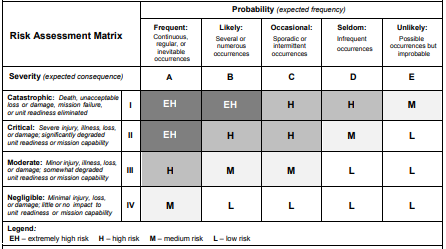 Probability (expected frequency)
Risk Assessment Matrix
Frequent:
Continuous,
regular, or
inevitable
occurrences
Likely:
Several or
numerous
occurrences
Occasional:
Sporadic or
intermittent
occurrences
Seldom:
Infrequent
occurrences
Unlikely:
Possible
occurrences
but improbable
Severity (expected consequence) A B C D E
Catastrophic: Death, unacceptable
loss or damage, mission failure,
or unit readiness eliminated
I EH EH H H M
Critical: Severe injury, illness, loss,
or damage; significantly degraded
unit readiness or mission capability
II EH H H M L
Moderate: Minor injury, illness, loss,
or damage; somewhat degraded
unit readiness or mission capability
III H M M L L
Negligible: Minimal injury, loss,
or damage; little or no impact to
unit readiness or mission capability
IV M L L L L
Legend:
EH – extremely high risk H – high risk M – medium risk L – low risk